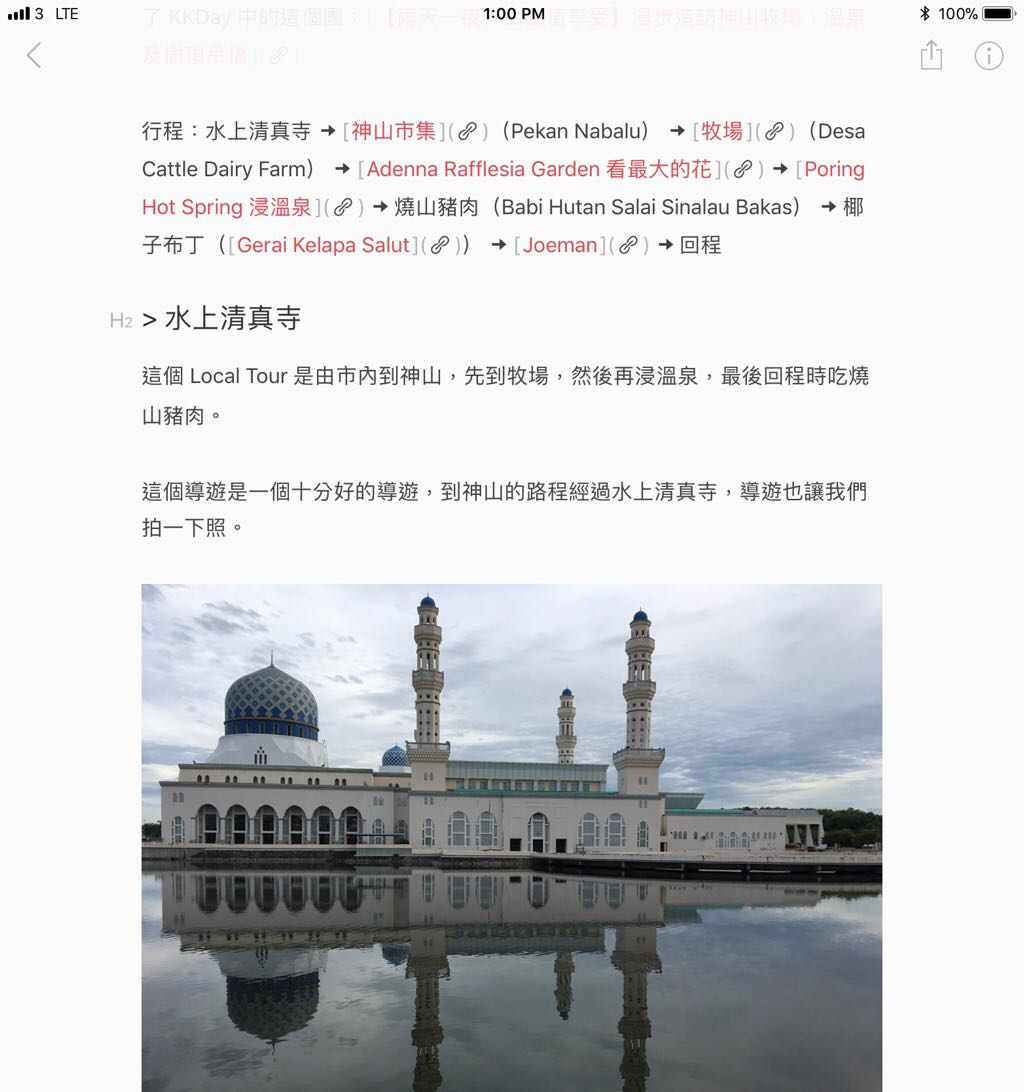 3 LTE 1:00 PM 100%
了 KKDay 中的這個團：[【兩天一夜
值享受】漫步造訪神山牧場、溫泉
及樹頂吊橋]( )
行程：水上清真寺 ➜ [神山市集]( )（Pekan Nabalu） ➜ [牧場]( )（Desa
Cattle Dairy Farm） ➜ [Adenna Rafflesia Garden 看最大的花]( ) ➜ [Poring
Hot Spring 浸溫泉]( ) ➜ 燒山豬肉（Babi Hutan Salai Sinalau Bakas） ➜ 椰
子布丁（[Gerai Kelapa Salut]( )） ➜ [Joeman]( ) ➜ 回程
H2 > 水上清真寺
這個 Local Tour 是由市內到神山，先到牧場，然後再浸溫泉，最後回程時吃燒
山豬肉。
這個導遊是一個十分好的導遊，到神山的路程經過水上清真寺，導遊也讓我們
拍一下照。